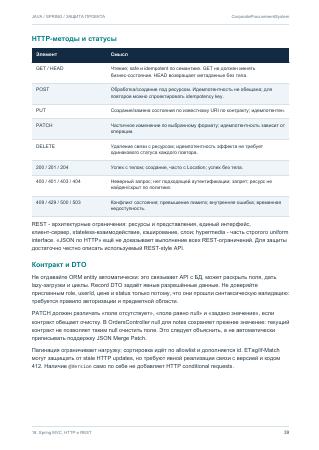 JAVA / SPRING / ЗАЩИТА ПРОЕКТА
CorporateProcurementSystem
HTTP-методы и статусы
Элемент
Смысл
GET / HEAD
Чтение; safe и idempotent по семантике. GET не должен менять
бизнес-состояние. HEAD возвращает метаданные без тела.
POST
Обработка/создание под ресурсом. Идемпотентность не обещана; для
повторов можно спроектировать idempotency key.
PUT
Создание/замена состояния по известному URI по контракту; идемпотентен.
PATCH
Частичное изменение по выбранному формату; идемпотентность зависит от
операции.
DELETE
Удаление связи с ресурсом; идемпотентность эффекта не требует
одинакового статуса каждого повтора.
200 / 201 / 204
Успех с телом; создание, часто с Location; успех без тела.
400 / 401 / 403 / 404
Неверный запрос; нет подходящей аутентификации; запрет; ресурс не
найден/скрыт по политике.
409 / 429 / 500 / 503
Конфликт состояния; превышение лимита; внутренняя ошибка; временная
недоступность.
REST - архитектурные ограничения: ресурсы и представления, единый интерфейс,
клиент-сервер, stateless-взаимодействие, кэширование, слои; hypermedia - часть строгого uniform
interface. «JSON по HTTP» ещё не доказывает выполнение всех REST-ограничений. Для защиты
достаточно честно описать используемый REST-style API.
Контракт и DTO
Не отдавайте ORM entity автоматически: это связывает API с БД, может раскрыть поля, дать
lazy-загрузки и циклы. Record DTO задаёт явные разрешённые данные. Не доверяйте
присланным role, userId, цене и status только потому, что они прошли синтаксическую валидацию:
требуется правило авторизации и предметной области.
PATCH должен различать «поле отсутствует», «поле равно null» и «задано значение», если
контракт обещает очистку. В OrdersController null для notes сохраняет прежнее значение: текущий
контракт не позволяет таким null очистить поле. Это следует объяснить, а не автоматически
приписывать поддержку JSON Merge Patch.
Пагинация ограничивает нагрузку; сортировка идёт по allowlist и дополняется id. ETag/If-Match
могут защищать от stale HTTP updates, но требуют явной реализации связи с версией и кодом
412. Наличие @Version само по себе не добавляет HTTP conditional requests.
18. Spring MVC, HTTP и REST
39